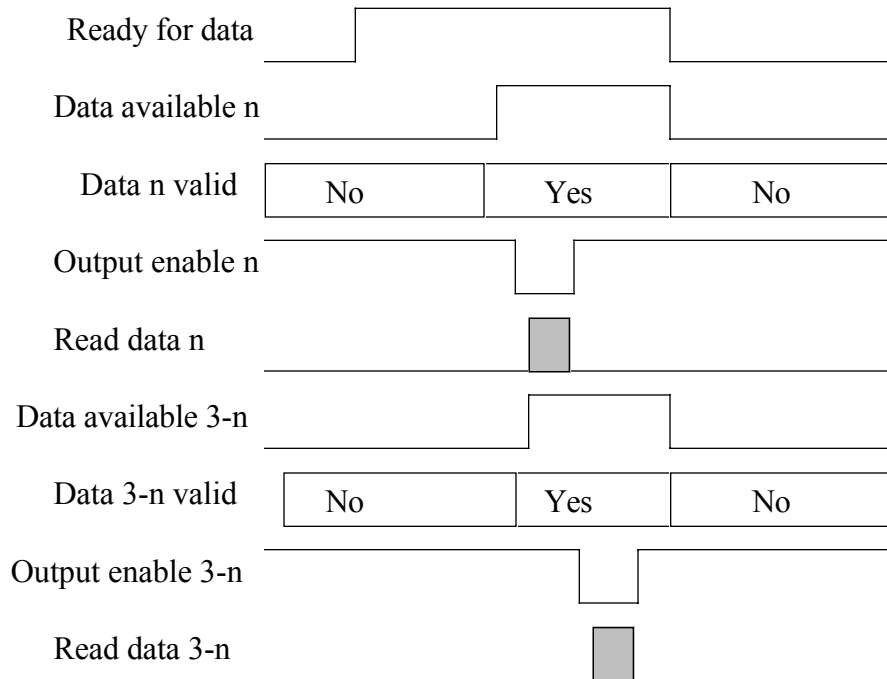 Ready for data
Data available n
Data n valid No Yes No
Output enable n
Read data n
Data available 3-n
Data 3-n valid No Yes No
Output enable 3-n
Read data 3-n